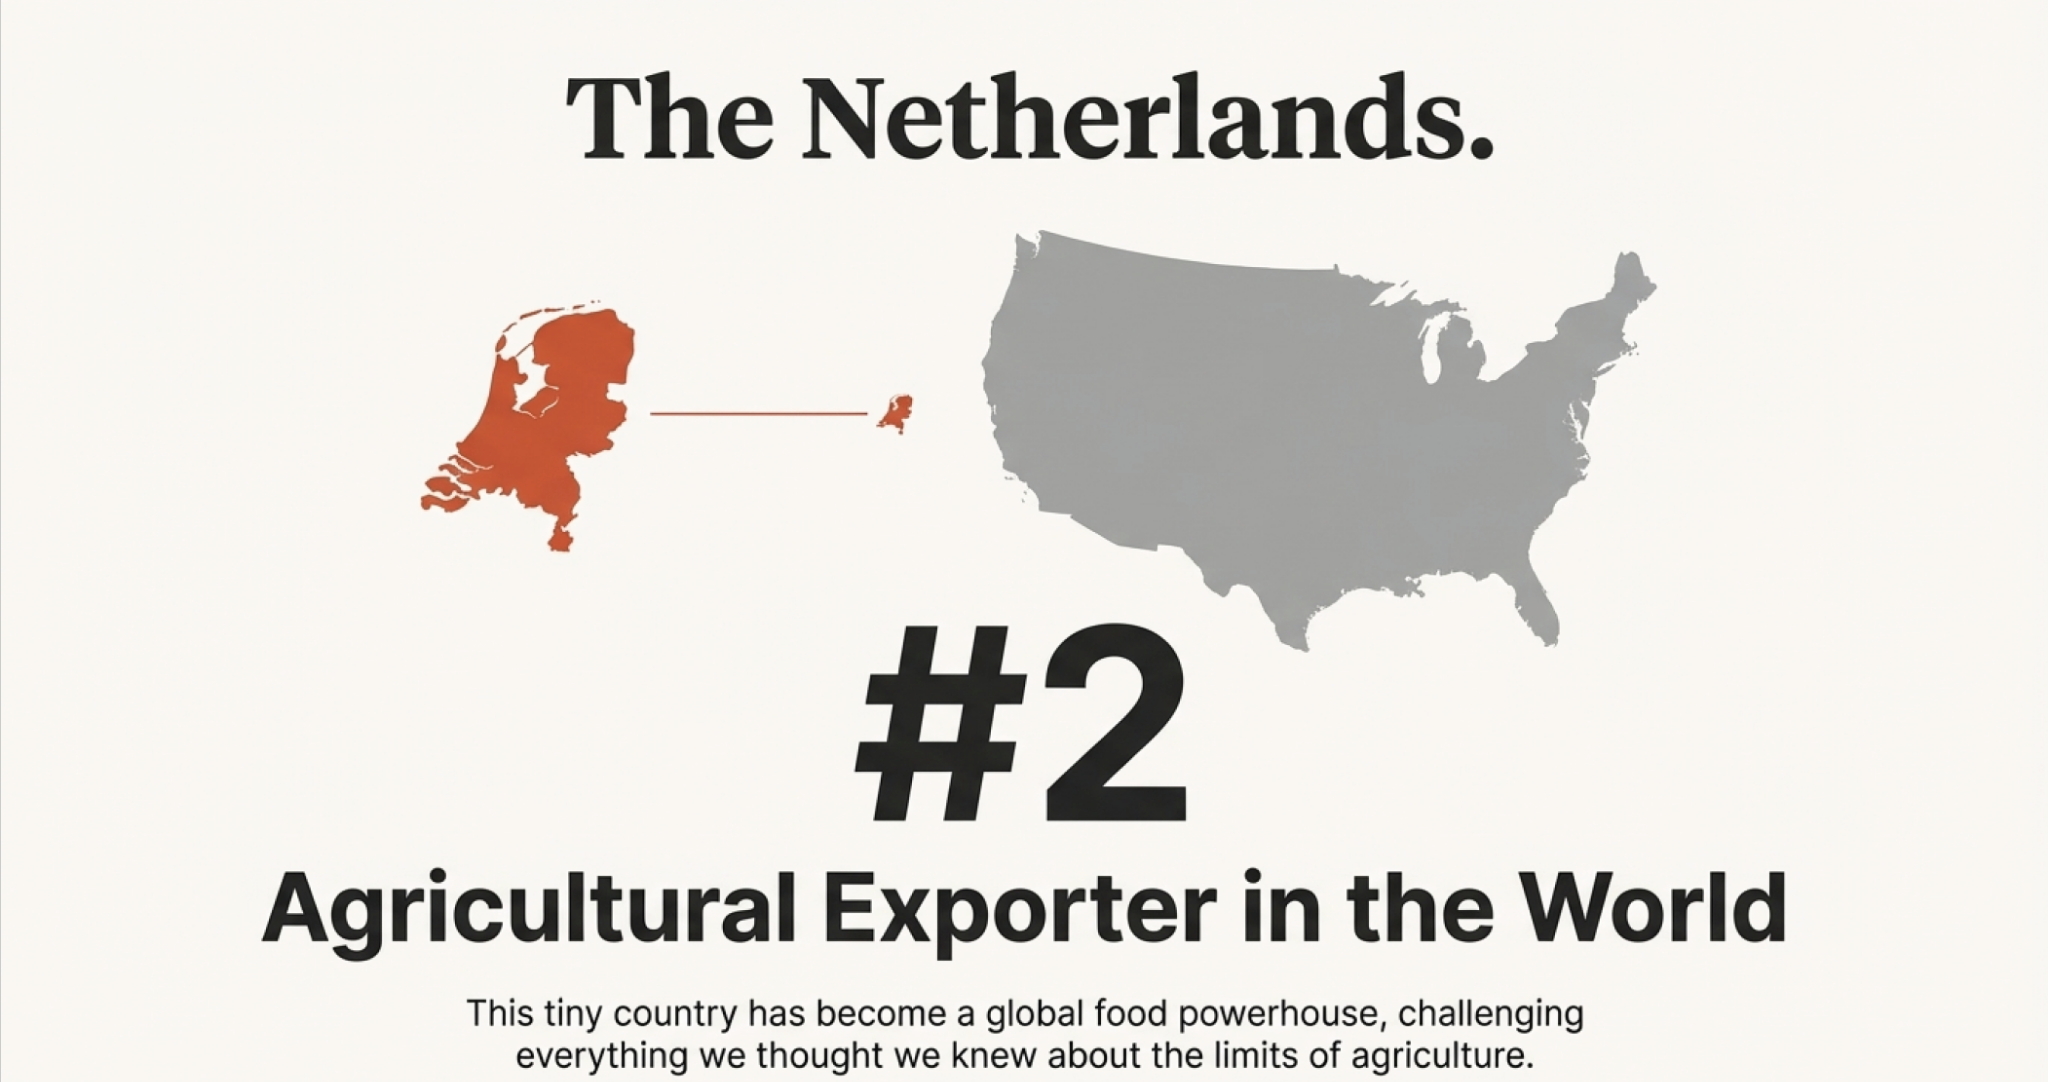 The Netherlands.
#2
Agricultural Exporter in the World
This tiny country has become a global food powerhouse, challenging
everything we thought we knew about the limits of agriculture.